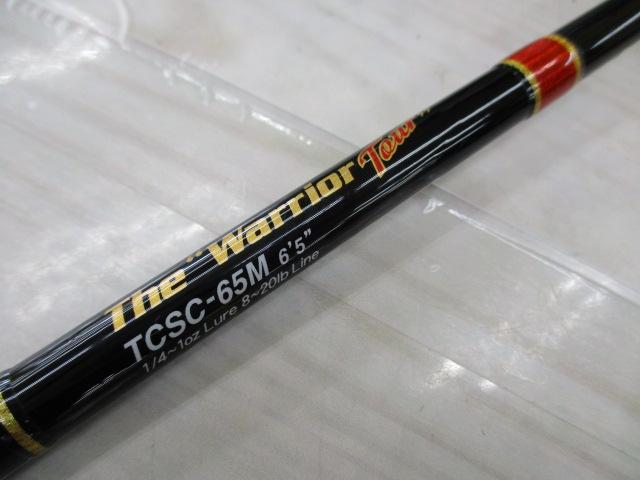 The "Warrior Tour"
TCSC-65M 6'5"
1/4~1oz Lure 8~20lb Line